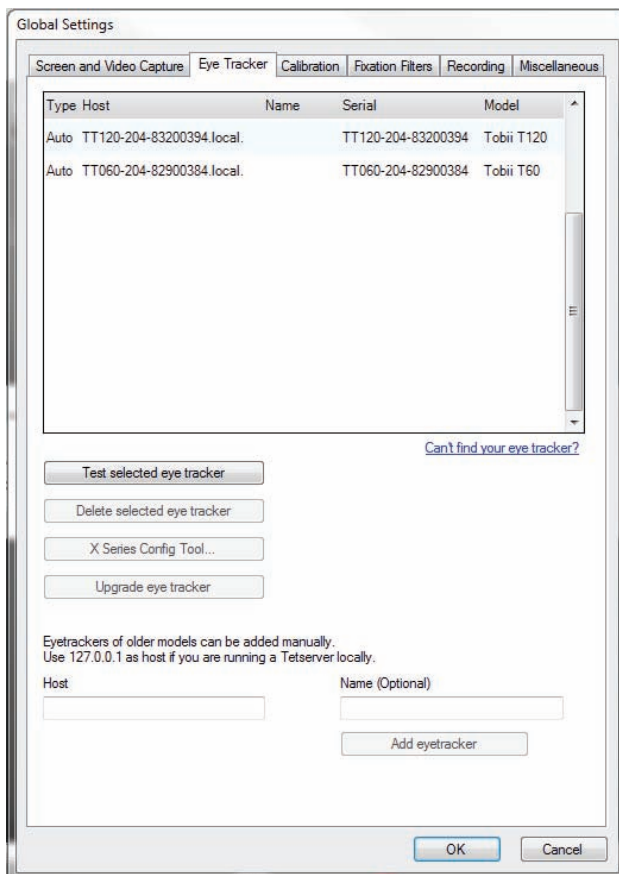 Global Settings
Screen and Video Capture Eye Tracker Calibration Fixation Filters Recording Miscellaneous
Type Host Name Serial Model
Auto TT120-204-83200394.local. TT120-204-83200394 Tobii T120
Auto TT060-204-82900384.local. TT060-204-82900384 Tobii T60
Can't find your eye tracker?
Test selected eye tracker
Delete selected eye tracker
X Series Config Tool...
Upgrade eye tracker
Eyetrackers of older models can be added manually.
Use 127.0.0.1 as host if you are running a Tetserver locally.
Host Name (Optional)
Add eyetracker
OK Cancel